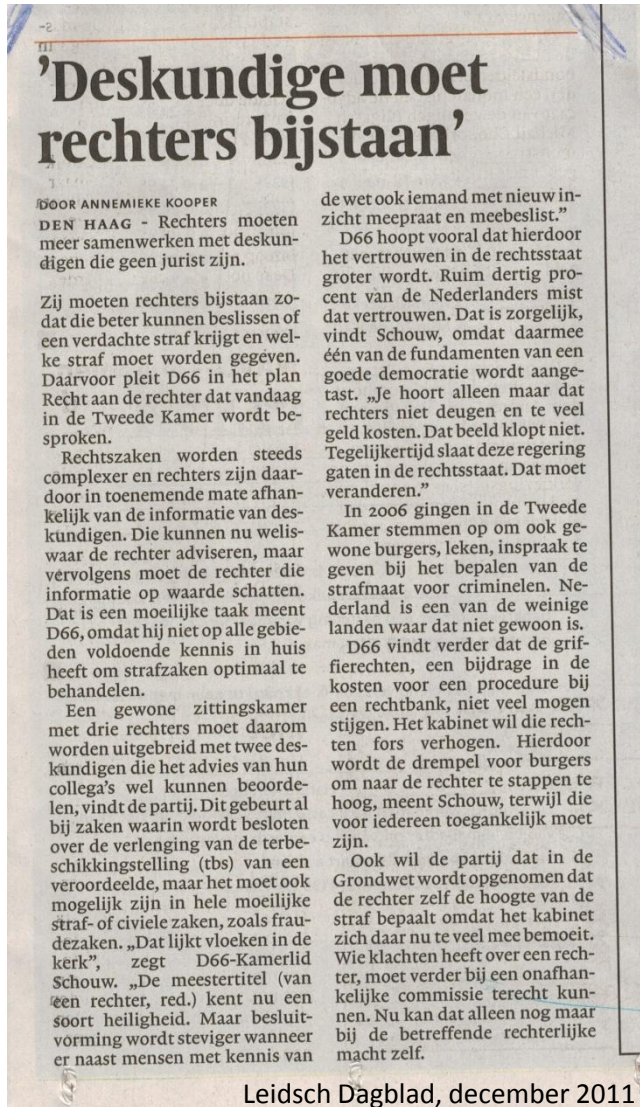 'Deskundige moet
rechters bijstaan'
DOOR ANNEMIEKE KOOPER
DEN HAAG - Rechters moeten
meer samenwerken met deskun-
digen die geen jurist zijn.
Zij moeten rechters bijstaan zo-
dat die beter kunnen beslissen of
een verdachte straf krijgt en wel-
ke straf moet worden gegeven.
Daarvoor pleit D66 in het plan
Recht aan de rechter dat vandaag
in de Tweede Kamer wordt be-
sproken.
Rechtszaken worden steeds
complexer en rechters zijn daar-
door in toenemende mate afhan-
kelijk van de informatie van des-
kundigen. Die kunnen nu welis-
waar de rechter adviseren, maar
vervolgens moet de rechter die
informatie op waarde schatten.
Dat is een moeilijke taak meent
D66, omdat hij niet op alle gebie-
den voldoende kennis in huis
heeft om strafzaken optimaal te
behandelen.
Een gewone zittingskamer
met drie rechters moet daarom
worden uitgebreid met twee des-
kundigen die het advies van hun
collega's wel kunnen beoorde-
len, vindt de partij. Dit gebeurt al
bij zaken waarin wordt besloten
over de verlenging van de terbe-
schikkingstelling (tbs) van een
veroordeelde, maar het moet ook
mogelijk zijn in hele moeilijke
straf- of civiele zaken, zoals frau-
dezaken. „Dat lijkt vloeken in de
kerk”, zegt D66-Kamerlid
Schouw. „De meestertitel (van
een rechter, red.) kent nu een
soort heiligheid. Maar besluit-
vorming wordt steviger wanneer
er naast mensen met kennis van
de wet ook iemand met nieuw in-
zicht meepraat en meebeslist.”
D66 hoopt vooral dat hierdoor
het vertrouwen in de rechtsstaat
groter wordt. Ruim dertig pro-
cent van de Nederlanders mist
dat vertrouwen. Dat is zorgelijk,
vindt Schouw, omdat daarmee
één van de fundamenten van een
goede democratie wordt aange-
tast. „Je hoort alleen maar dat
rechters niet deugen en te veel
geld kosten. Dat beeld klopt niet.
Tegelijkertijd slaat deze regering
gaten in de rechtsstaat. Dat moet
veranderen.”
In 2006 gingen in de Tweede
Kamer stemmen op om ook ge-
wone burgers, leken, inspraak te
geven bij het bepalen van de
strafmaat voor criminelen. Ne-
derland is een van de weinige
landen waar dat niet gewoon is.
D66 vindt verder dat de grif-
fierechten, een bijdrage in de
kosten voor een procedure bij
een rechtbank, niet veel mogen
stijgen. Het kabinet wil die rech-
ten fors verhogen. Hierdoor
wordt de drempel voor burgers
om naar de rechter te stappen te
hoog, meent Schouw, terwijl die
voor iedereen toegankelijk moet
zijn.
Ook wil de partij dat in de
Grondwet wordt opgenomen dat
de rechter zelf de hoogte van de
straf bepaalt omdat het kabinet
zich daar nu te veel mee bemoeit.
Wie klachten heeft over een rech-
ter, moet verder bij een onafhan-
kelijke commissie terecht kun-
nen. Nu kan dat alleen nog maar
bij de betreffende rechterlijke
macht zelf.
Leidsch Dagblad, december 2011